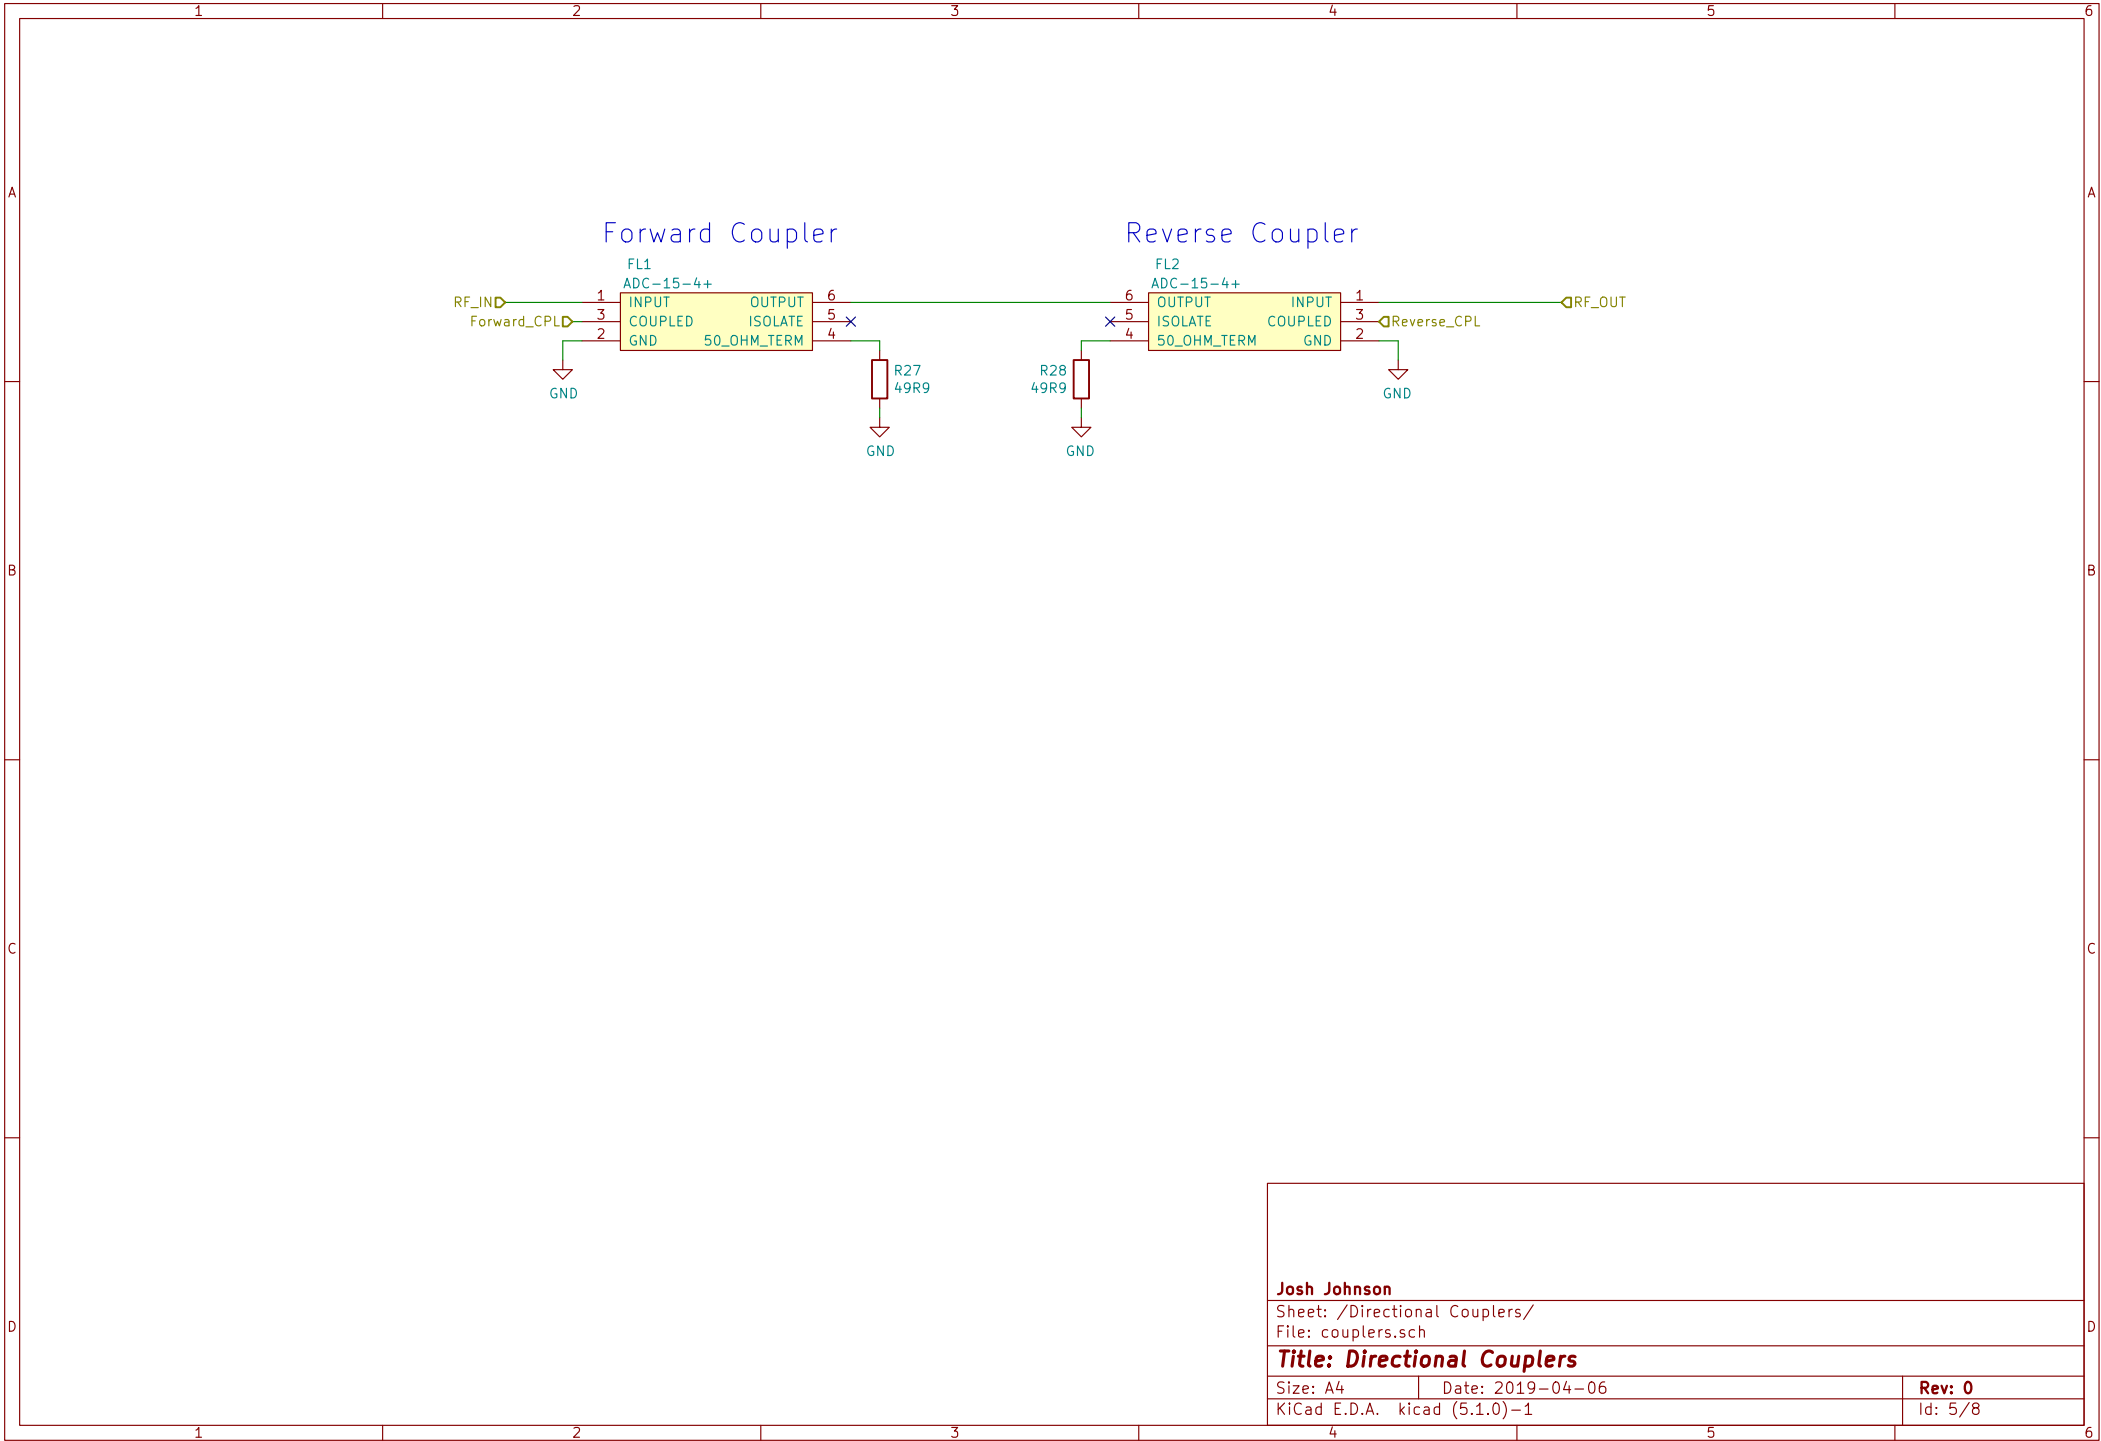 1 2 3 4 5 6
A A
Forward Coupler
Reverse Coupler
FL1
ADC-15-4+
RF_IN
1 INPUT OUTPUT 6
Forward_CPL
3 COUPLED ISOLATE 5
2 GND 50_OHM_TERM 4
GND
R27
49R9
GND
FL2
ADC-15-4+
6 OUTPUT INPUT 1
RF_OUT
5 ISOLATE COUPLED 3
Reverse_CPL
4 50_OHM_TERM GND 2
R28
49R9
GND
GND
B B
C C
D D
Josh Johnson
Sheet: /Directional Couplers/
File: couplers.sch
Title: Directional Couplers
Size: A4 Date: 2019-04-06 Rev: 0
KiCad E.D.A. kicad (5.1.0)-1 Id: 5/8
1 2 3 4 5 6